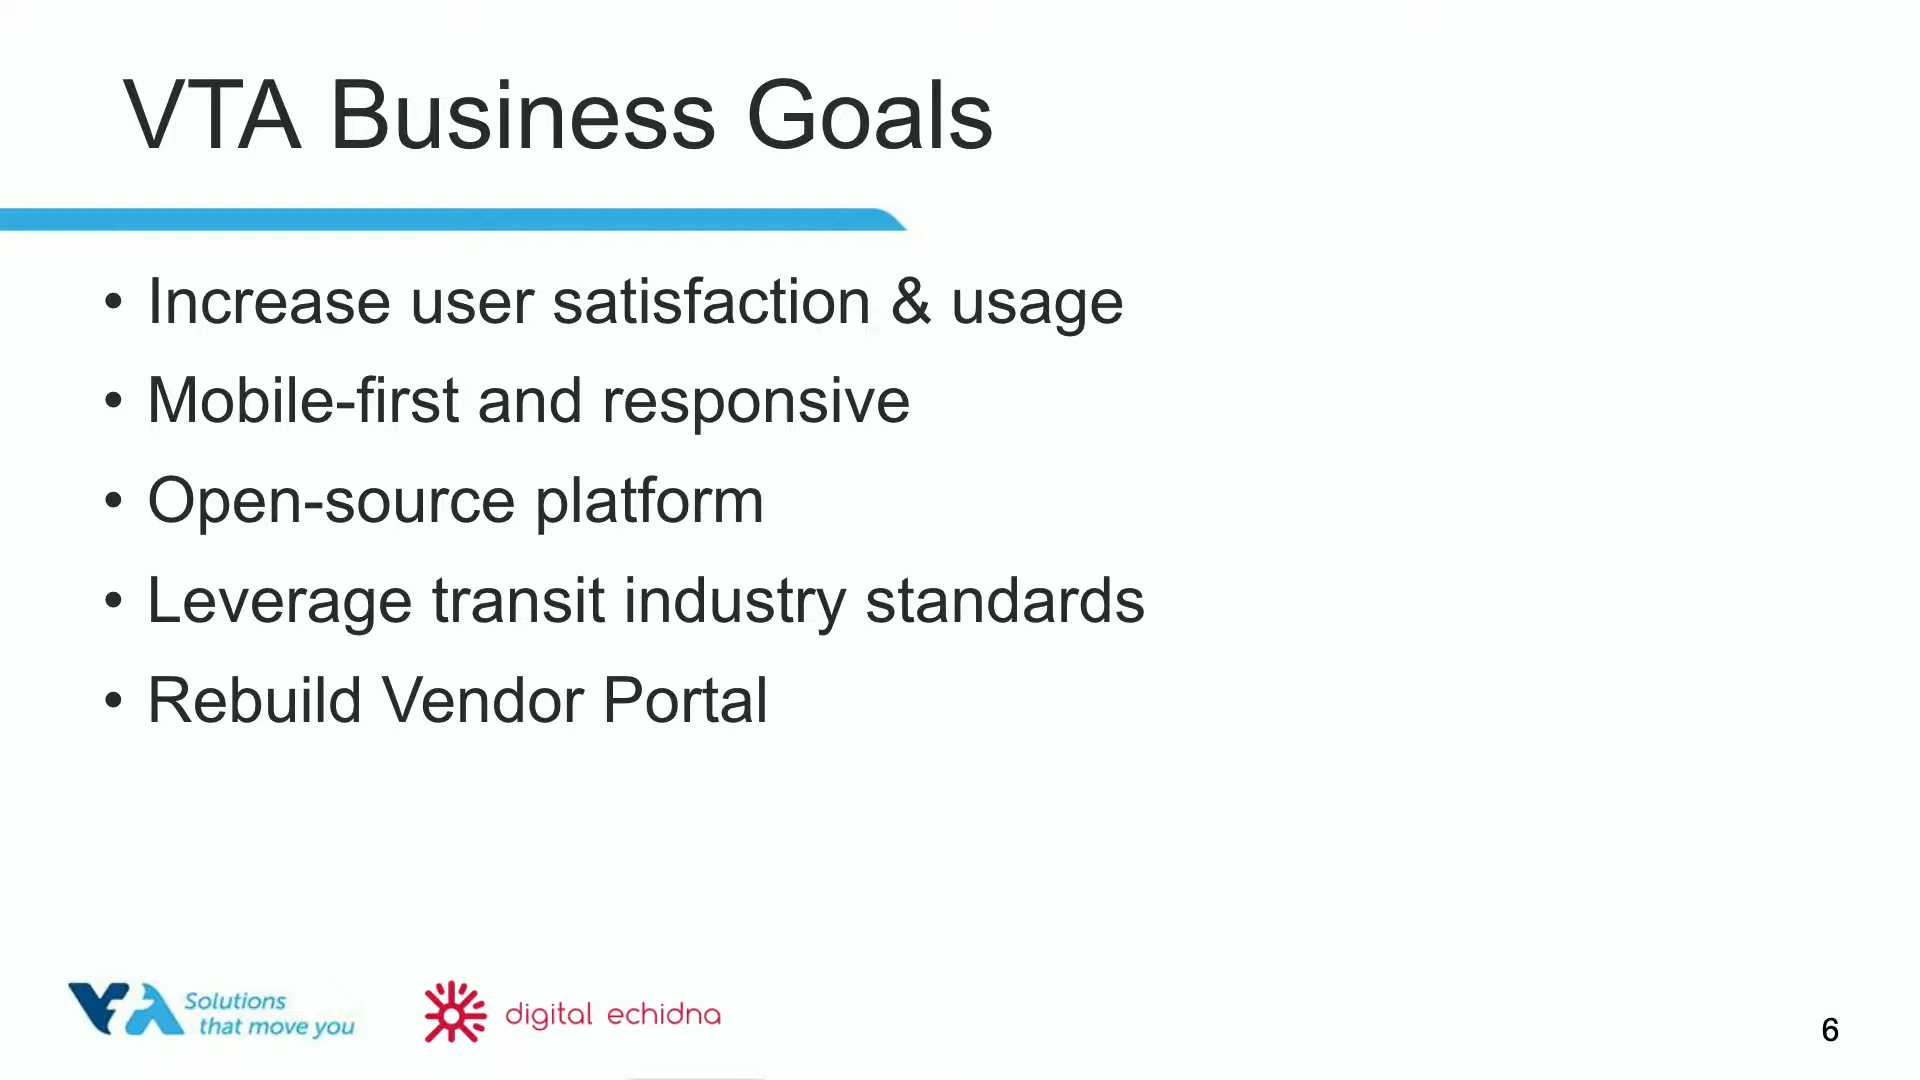 VTA Business Goals
• Increase user satisfaction & usage
• Mobile-first and responsive
• Open-source platform
• Leverage transit industry standards
• Rebuild Vendor Portal
VTA Solutions
that move you
digital echidna
6